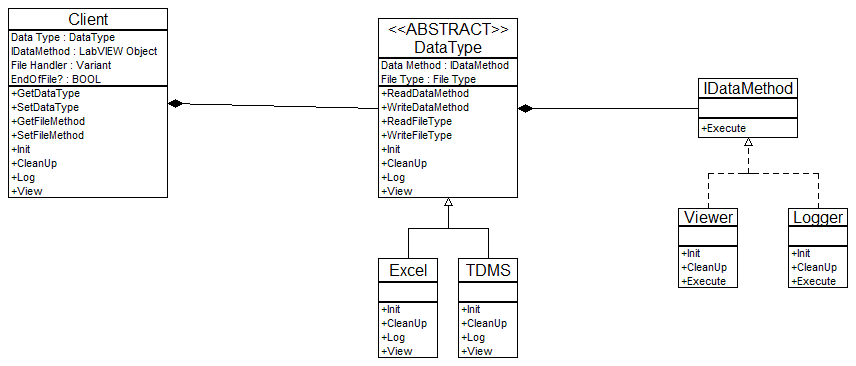 Client
Data Type : DataType
IDataMethod : LabVIEW Object
File Handler : Variant
EndOfFile? : BOOL
+GetDataType
+SetDataType
+GetFileMethod
+SetFileMethod
+Init
+CleanUp
+Log
+View
<<ABSTRACT>>
DataType
Data Method : IDataMethod
File Type : File Type
+ReadDataMethod
+WriteDataMethod
+ReadFileType
+WriteFileType
+Init
+CleanUp
+Log
+View
IDataMethod
+Execute
Viewer
+Init
+CleanUp
+Execute
Logger
+Init
+CleanUp
+Execute
Excel
+Init
+CleanUp
+Log
+View
TDMS
+Init
+CleanUp
+Log
+View